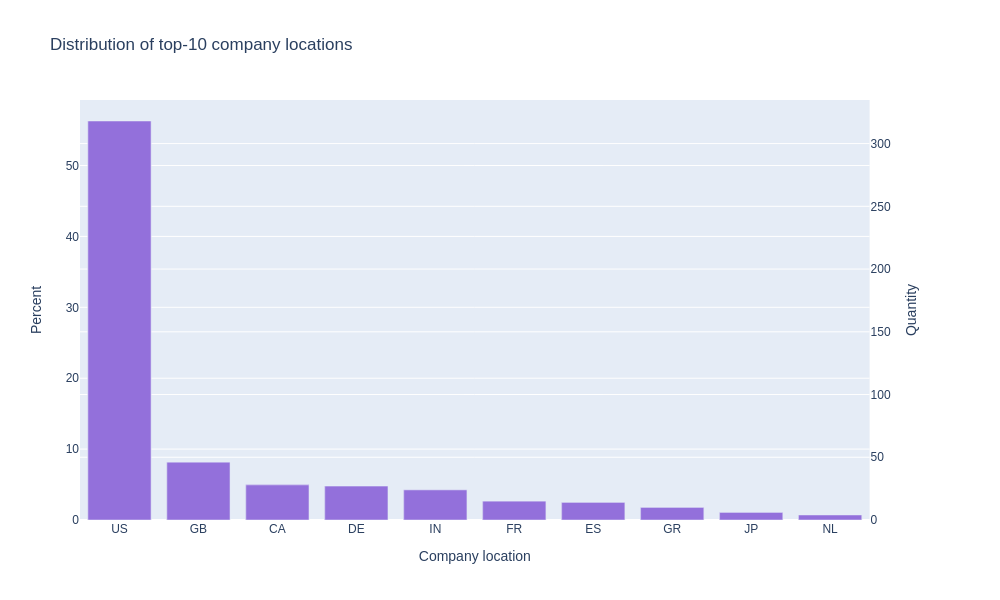 Distribution of top-10 company locations
Percent
50
40
30
20
10
0
300
250
200
150
100
50
0
Quantity
US GB CA DE IN FR ES GR JP NL
Company location